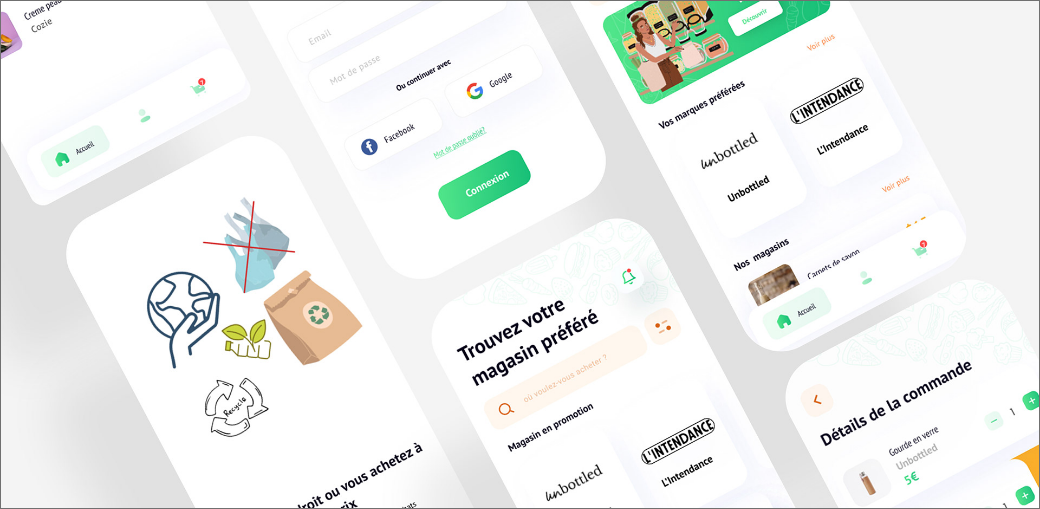 Creme peau
Cozie
1
Accueil
Recycle
droit ou vous achetez à
rix
Email
Mot de passe
Ou continuer avec
Facebook
Google
Mot de passe oublié?
Connexion
Trouvez votre
magasin préféré
où voulez-vous acheter ?
Magasin en promotion
unbottled
L'INTENDANCE
L'Intendance
Découvrir
Voir plus
Vos marques préférées
unbottled
Unbottled
L'INTENDANCE
L'Intendance
Voir plus
Nos magasins
Carnets de savon
Accueil
Détails de la commande
Gourde en verre
Unbottled
5€
1
1